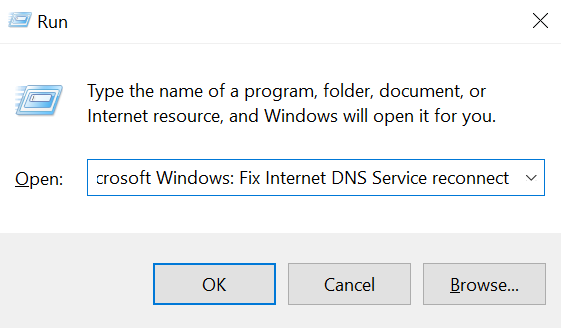 Run
Type the name of a program, folder, document, or
Internet resource, and Windows will open it for you.
Open: crosoft Windows: Fix Internet DNS Service reconnect
OK Cancel Browse...